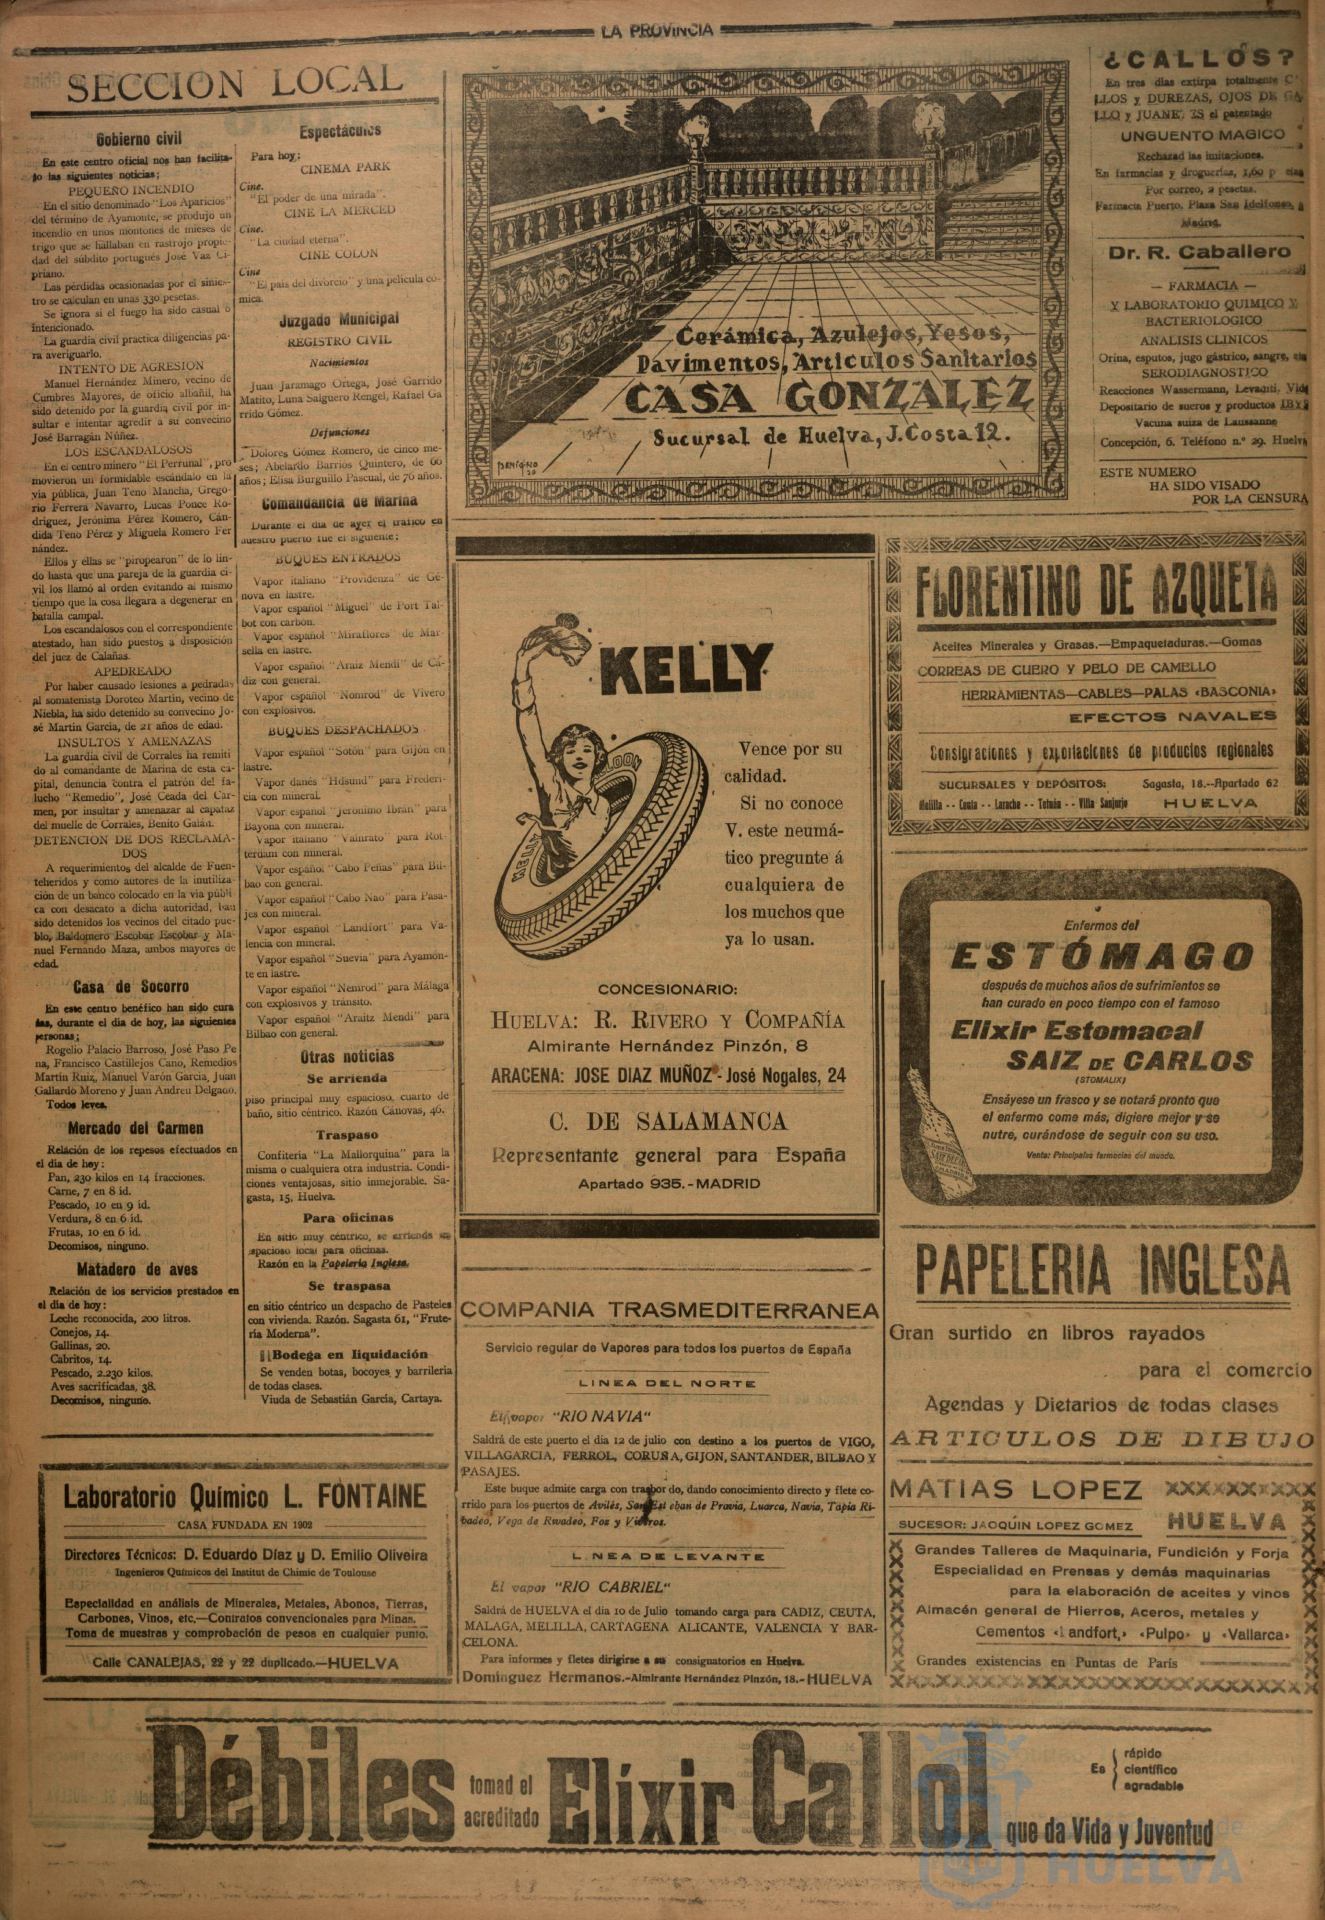 LA PROVINCIA
SECCION LOCAL
Gobierno civil
En este centro oficial nos han facilita-
do las siguientes noticias;
PEQUEÑO INCENDIO
En el sitio denominado "Los Aparicios"
del término de Ayamonte, se produjo un
incendio en unos montones de mieses de
trigo que se hallaban en rastrojo propie-
dad del súbdito portugués José Vaz Ci-
priano.
Las pérdidas ocasionadas por el sinies-
tro se calculan en unas 330 pesetas.
Se ignora si el fuego ha sido casual o
intencionado.
La guardia civil practica diligencias pa-
ra averiguarlo.
INTENTO DE AGRESION
Manuel Hernández Minero, vecino de
Cumbres Mayores, de oficio albañil, ha
sido detenido por la guardia civil por in-
sultar e intentar agredir a su convecino
José Barragán Núñez.
LOS ESCANDALOSOS
En el centro minero "El Perrunal", pro
movieron un formidable escándalo en la
vía pública, Juan Teno Mancha, Grego-
rio Ferrera Navarro, Lucas Ponce Ro-
dríguez, Jerónima Pérez Romero, Cán-
dida Teno Pérez y Miguela Romero Fer
nández.
Ellos y ellas se "piropearon" de lo lin-
do hasta que una pareja de la guardia ci-
vil los llamó al orden evitando al mismo
tiempo que la cosa llegara a degenerar en
batalla campal.
Los escandalosos con el correspondiente
atestado, han sido puestos a disposición
del juez de Calañas.
APEDREADO
Por haber causado lesiones a pedradas
al somatenista Doroteo Martín, vecino de
Niebla, ha sido detenido su convecino Jo-
sé Martín García, de 21 años de edad.
INSULTOS Y AMENAZAS
La guardia civil de Corrales ha remiti
do al comandante de Marina de esta ca-
pital, denuncia contra el patrón del fa-
lucho "Remedio", José Ceada del Car-
men, por insultar y amenazar al capataz
del muelle de Corrales, Benito Galán.
DETENCION DE DOS RECLAMA-
DOS
A requerimientos del alcalde de Fuen-
teheridos y como autores de la inutiliza-
ción de un banco colocado en la vía públi
ca con desacato a dicha autoridad, han
sido detenidos los vecinos del citado pue-
blo, Baldomero Escobar Escobar y Ma-
nuel Fernando Maza, ambos mayores de
edad.
Casa de Socorro
En este centro benéfico han sido cura
das, durante el día de hoy, las siguientes
personas;
Rogelio Palacio Barroso, José Paso Pe
na, Francisco Castillejos Cano, Remedios
Martín Ruiz, Manuel Varón García, Juan
Gallardo Moreno y Juan Andreu Delgado.
Todos leves.
Mercado del Carmen
Relación de los repesos efectuados en
el día de hoy:
Pan, 230 kilos en 14 fracciones.
Carne, 7 en 8 id.
Pescado, 10 en 9 id.
Verdura, 8 en 6 id.
Frutas, 10 en 6 id.
Decomisos, ninguno.
Matadero de aves
Relación de los servicios prestados en
el día de hoy:
Leche reconocida, 200 litros.
Conejos, 14.
Gallinas, 20.
Cabritos, 14.
Pescado, 2.230 kilos.
Aves sacrificadas, 38.
Decomisos, ninguno.
Espectáculos
Para hoy:
CINEMA PARK
Cine.
"El poder de una mirada".
CINE LA MERCED
Cine.
"La ciudad eterna".
CINE COLON
Cine
"El país del divorcio" y una película có-
mica.
Juzgado Municipal
REGISTRO CIVIL
Nacimientos
Juan Jaramago Ortega, José Garrido
Matito, Luna Salguero Rengel, Rafael Ga
rrido Gómez.
Defunciones
Dolores Gómez Romero, de cinco me-
ses; Abelardo Barrios Quintero, de 60
años; Elisa Burguillo Pascual, de 76 años.
Comandancia de Marina
Durante el día de ayer el tráfico en
nuestro puerto fué el siguiente:
BUQUES ENTRADOS
Vapor italiano "Providenza" de Gé-
nova en lastre.
Vapor español "Miguel" de Port Tal-
bot con carbón.
Vapor español "Miraflores" de Mar-
sella en lastre.
Vapor español "Araiz Mendi" de Cá-
diz con general.
Vapor español "Nomrod" de Vivero
con explosivos.
BUQUES DESPACHADOS
Vapor español "Sotón" para Gijón en
lastre.
Vapor danés "Hdsund" para Frederi-
cia con mineral.
Vapor español "Jerónimo Ibrán" para
Bayona con mineral.
Vapor italiano "Vainrato" para Rot-
terdam con mineral.
Vapor español "Cabo Peñas" para Bil-
bao con general.
Vapor español "Cabo Nao" para Pasa-
jes con mineral.
Vapor español "Landfort" para Va-
lencia con mineral.
Vapor español "Suevia" para Ayamon-
te en lastre.
Vapor español "Nemrod" para Málaga
con explosivos y tránsito.
Vapor español "Araitz Mendi" para
Bilbao con general.
Otras noticias
Se arrienda
piso principal muy espacioso, cuarto de
baño, sitio céntrico. Razón Cánovas, 46.
Traspaso
Confitería "La Mallorquina" para la
misma o cualquiera otra industria. Condi-
ciones ventajosas, sitio inmejorable. Sa-
gasta, 15, Huelva.
Para oficinas
En sitio muy céntrico, se arrienda
spacioso local para oficinas.
Razón en la Papelería Inglesa.
Se traspasa
en sitio céntrico un despacho de Pasteles
con vivienda. Razón. Sagasta 61, "Frute-
ría Moderna".
¡¡Bodega en liquidación
Se venden botas, bocoyes y barrilería
de todas clases.
Viuda de Sebastián García, Cartaya.
Laboratorio Químico L. FONTAINE
CASA FUNDADA EN 1902
Directores Técnicos: D. Eduardo Díaz y D. Emilio Oliveira
Ingenieros Químicos del Institut de Chimie de Toulouse
Especialidad en análisis de Minerales, Metales, Abonos, Tierras,
Carbones, Vinos, etc.—Contratos convencionales para Minas.
Toma de muestras y comprobación de pesos en cualquier punto.
Calle CANALEJAS, 22 y 22 duplicado.—HUELVA
Cerámica, Azulejos, Yesos,
Pavimentos, Artículos Sanitarios
CASA GONZALEZ
Sucursal de Huelva, J. Costa 12.
BENIGNO
KELLY
Vence por su
calidad.
Si no conoce
V. este neumá-
tico pregunte á
cualquiera de
los muchos que
ya lo usan.
CONCESIONARIO:
HUELVA: R. RIVERO Y COMPAÑÍA
Almirante Hernández Pinzón, 8
ARACENA: JOSE DIAZ MUÑOZ - José Nogales, 24
C. DE SALAMANCA
Representante general para España
Apartado 935.-MADRID
COMPAÑIA TRASMEDITERRANEA
Servicio regular de Vapores para todos los puertos de España
LINEA DEL NORTE
El vapor "RIO NAVIA"
Saldrá de este puerto el día 12 de julio con destino a los puertos de VIGO,
VILLAGARCIA, FERROL, CORUÑA, GIJON, SANTANDER, BILBAO Y
PASAJES.
Este buque admite carga con trasbordo, dando conocimiento directo y flete co-
rrido para los puertos de Avilés, San Esteban de Pravia, Luarca, Navia, Tapia Ri-
badeo, Vega de Rivadeo, Foz y Viveros.
LINEA DE LEVANTE
El vapor "RIO CABRIEL"
Saldrá de HUELVA el día 10 de Julio tomando carga para CADIZ, CEUTA,
MALAGA, MELILLA, CARTAGENA ALICANTE, VALENCIA Y BAR-
CELONA.
Para informes y fletes dirigirse a su consignatorios en Huelva.
Domínguez Hermanos.-Almirante Hernández Pinzón, 18.-HUELVA
¿CALLOS?
En tres días extirpa totalmente C
LLOS y DUREZAS, OJOS DE GA
LLO y JUANETES el patentado
UNGUENTO MAGICO
Rechazad las imitaciones.
En farmacias y droguerías, 1,60 p etas
Por correo, 2 pesetas.
Farmacia Puerto, Plaza San Ildefonso,
Madrid.
Dr. R. Caballero
— FARMACIA —
Y LABORATORIO QUIMICO Y
BACTERIOLOGICO
ANALISIS CLINICOS
Orina, esputos, jugo gástrico, sangre,
SERODIAGNOSTICO
Reacciones Wassermann, Levaditi,
Depositario de sueros y productos IBYS
Vacuna suiza de Laussanne
Concepción, 6. Teléfono n.º 29. Huelva
ESTE NUMERO
HA SIDO VISADO
POR LA CENSURA
FLORENTINO DE AZQUETA
Aceites Minerales y Grasas.—Empaquetaduras.—Gomas
CORREAS DE CUERO Y PELO DE CAMELLO
HERRAMIENTAS—CABLES—PALAS «BASCONIA»
EFECTOS NAVALES
Consignaciones y exportaciones de productos regionales
SUCURSALES Y DEPÓSITOS:
Sagasta, 18.--Apartado 62
Melilla -- Ceuta -- Larache -- Tetuán -- Villa Sanjurjo
HUELVA
Enfermos del
ESTÓMAGO
después de muchos años de sufrimientos se
han curado en poco tiempo con el famoso
Elixir Estomacal
SAIZ DE CARLOS
(STOMALIX)
Ensáyese un frasco y se notará pronto que
el enfermo come más, digiere mejor y se
nutre, curándose de seguir con su uso.
Venta: Principales farmacias del mundo.
PAPELERIA INGLESA
Gran surtido en libros rayados
para el comercio
Agendas y Dietarios de todas clases
ARTICULOS DE DIBUJO
MATIAS LOPEZ
SUCESOR: JAOQUIN LOPEZ GOMEZ
HUELVA
Grandes Talleres de Maquinaria, Fundición y Forja
Especialidad en Prensas y demás maquinarias
para la elaboración de aceites y vinos
Almacén general de Hierros, Aceros, metales y
Cementos «Landfort,» «Pulpo» y «Vallarca»
Grandes existencias en Puntas de París
Débiles tomad el acreditado Elíxir Callol que da Vida y Juventud
Es rápido
científico
agradable
de
HUELVA